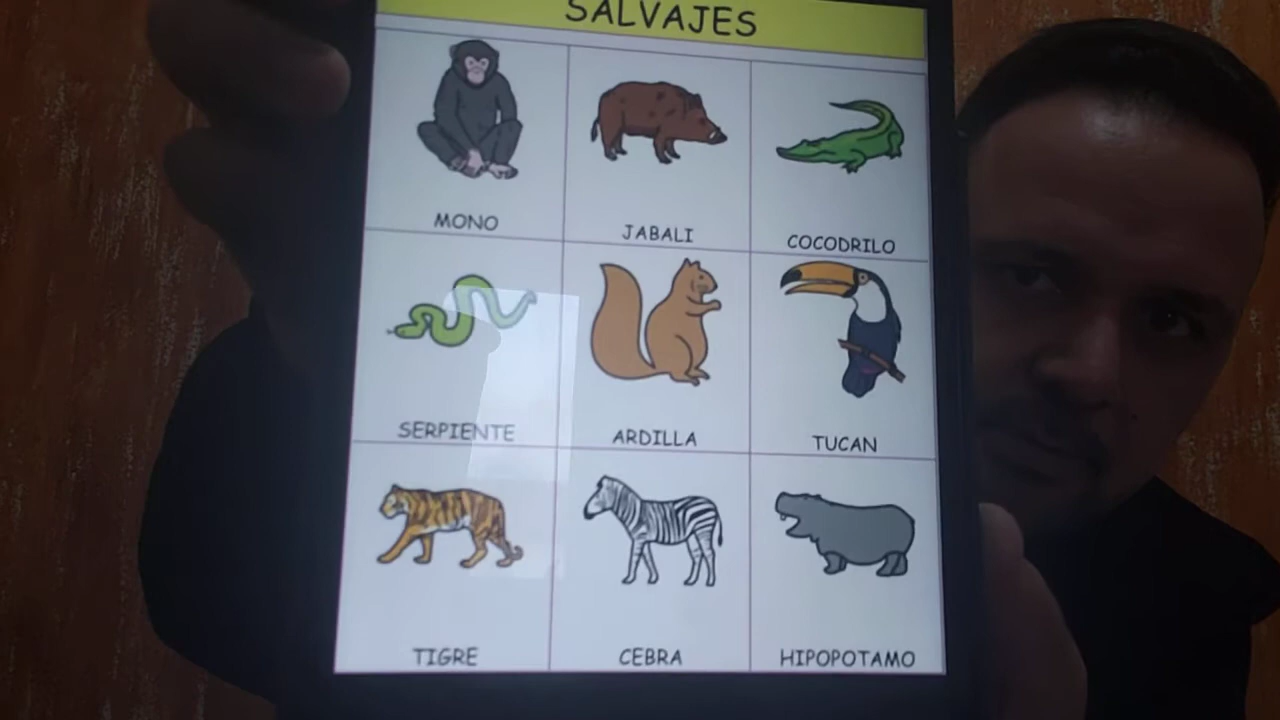 SALVAJES
MONO
JABALI
COCODRILO
SERPIENTE
ARDILLA
TUCAN
TIGRE
CEBRA
HIPOPOTAMO